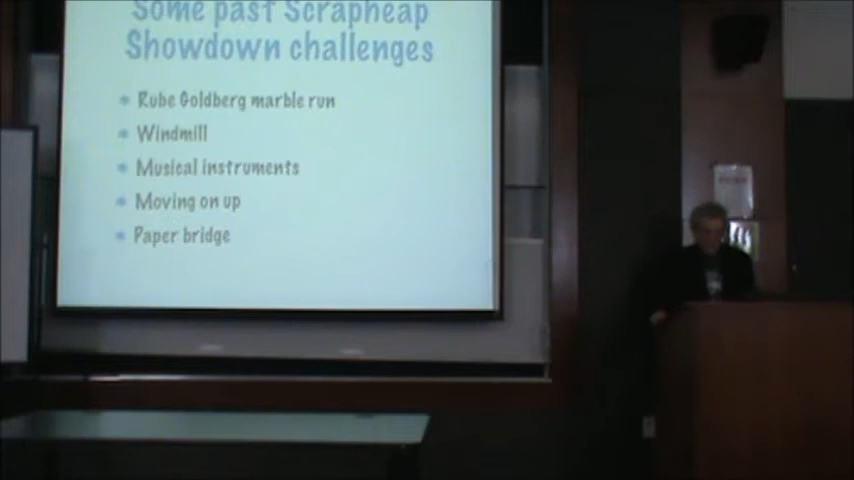 Some past Scrapheap
Showdown challenges
Rube Goldberg marble run
Windmill
Musical instruments
Moving on up
Paper bridge